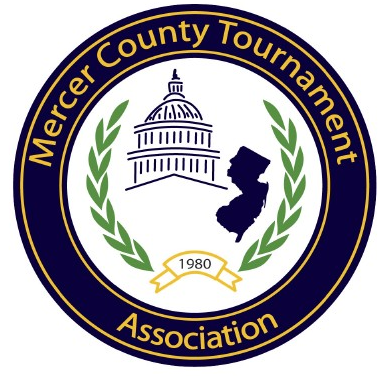 Mercer County Tournament
1980
Association